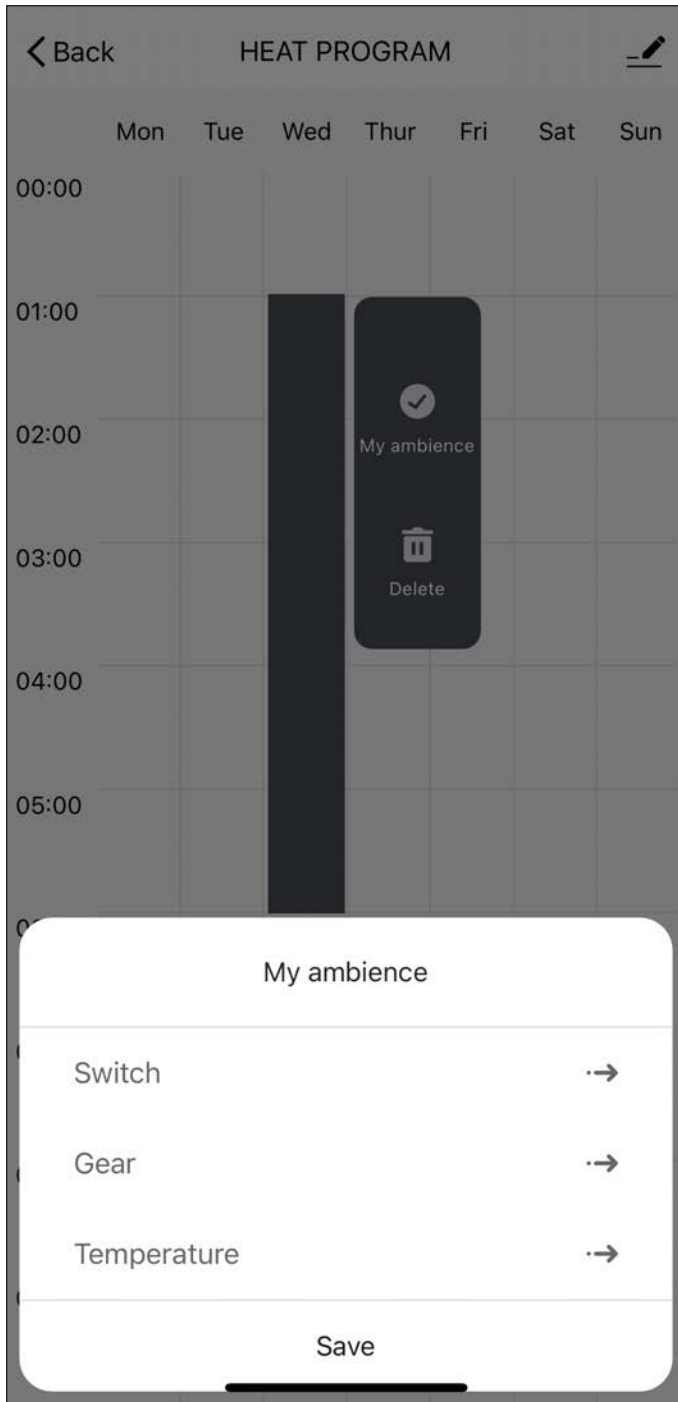 Back HEAT PROGRAM
Mon Tue Wed Thur Fri Sat Sun
00:00
01:00
02:00
My ambience
03:00
Delete
04:00
05:00
My ambience
Switch
Gear
Temperature
Save